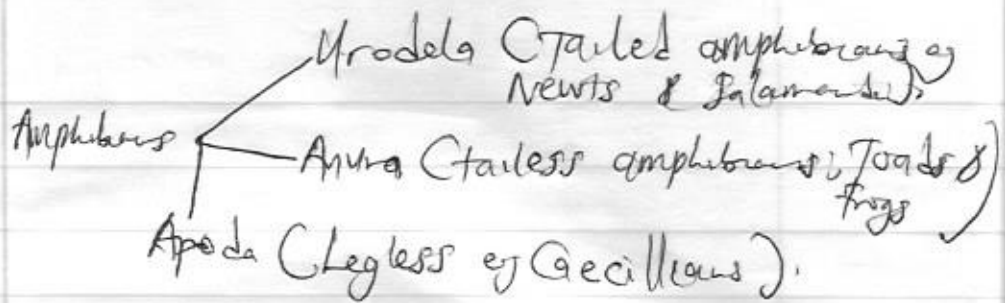 Urodela (Tailed amphibians eg
Newts & Salamanders).
Amphibians
Anura (tailess amphibians; Toads &
frogs)
Apoda (Legless eg Caecillians).